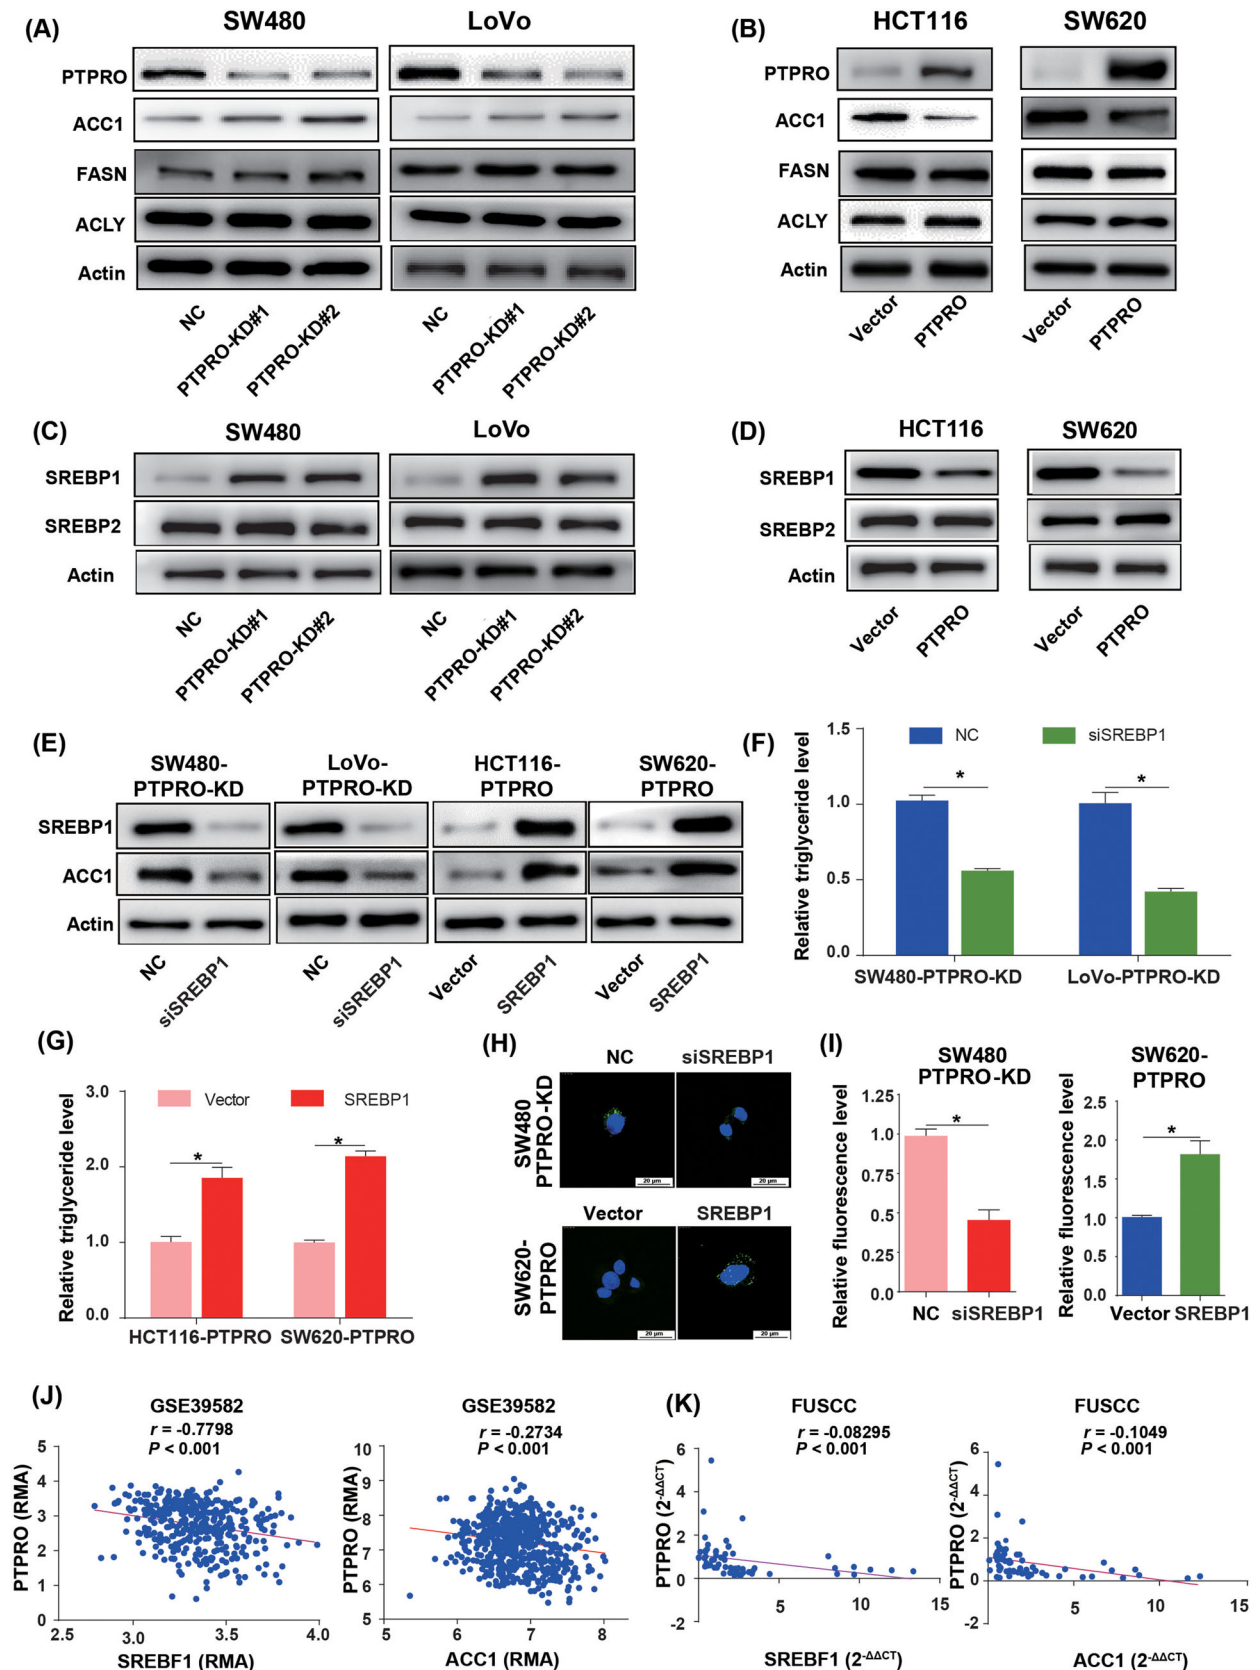 (A)
SW480
LoVo
PTPRO
ACC1
FASN
ACLY
Actin
NC
PTPRO-KD#1
PTPRO-KD#2
NC
PTPRO-KD#1
PTPRO-KD#2
(B)
HCT116
SW620
PTPRO
ACC1
FASN
ACLY
Actin
Vector
PTPRO
Vector
PTPRO
(C)
SW480
LoVo
SREBP1
SREBP2
Actin
NC
PTPRO-KD#1
PTPRO-KD#2
NC
PTPRO-KD#1
PTPRO-KD#2
(D)
HCT116
SW620
SREBP1
SREBP2
Actin
Vector
PTPRO
Vector
PTPRO
(E)
SW480-
PTPRO-KD
LoVo-
PTPRO-KD
HCT116-
PTPRO
SW620-
PTPRO
SREBP1
ACC1
Actin
NC
siSREBP1
NC
siSREBP1
Vector
SREBP1
Vector
SREBP1
(F)
NC
siSREBP1
Relative triglyceride level
1.5
1.0
0.5
0.0
*
*
SW480-PTPRO-KD
LoVo-PTPRO-KD
(G)
Vector
SREBP1
Relative triglyceride level
3.0
2.0
1.0
0.0
*
*
HCT116-PTPRO
SW620-PTPRO
(H)
NC
siSREBP1
SW480
PTPRO-KD
20 µm
20 µm
Vector
SREBP1
SW620-
PTPRO
20 µm
20 µm
(I)
SW480
PTPRO-KD
Relative fluorescence level
1.25
1.0
0.75
0.5
0.25
0.0
*
NC
siSREBP1
SW620-
PTPRO
Relative fluorescence level
2.5
2.0
1.5
1.0
0.5
0.0
*
Vector
SREBP1
(J)
GSE39582
r = -0.7798
P < 0.001
PTPRO (RMA)
5
4
3
2
1
0
2.5
3.0
3.5
4.0
SREBF1 (RMA)
GSE39582
r = -0.2734
P < 0.001
PTPRO (RMA)
10
9
8
7
6
5
5
6
7
8
ACC1 (RMA)
(K)
FUSCC
r = -0.08295
P < 0.001
PTPRO (2-ΔΔCT)
6
4
2
0
-2
5
10
15
SREBF1 (2-ΔΔCT)
FUSCC
r = -0.1049
P < 0.001
PTPRO (2-ΔΔCT)
6
4
2
0
-2
5
10
15
ACC1 (2-ΔΔCT)